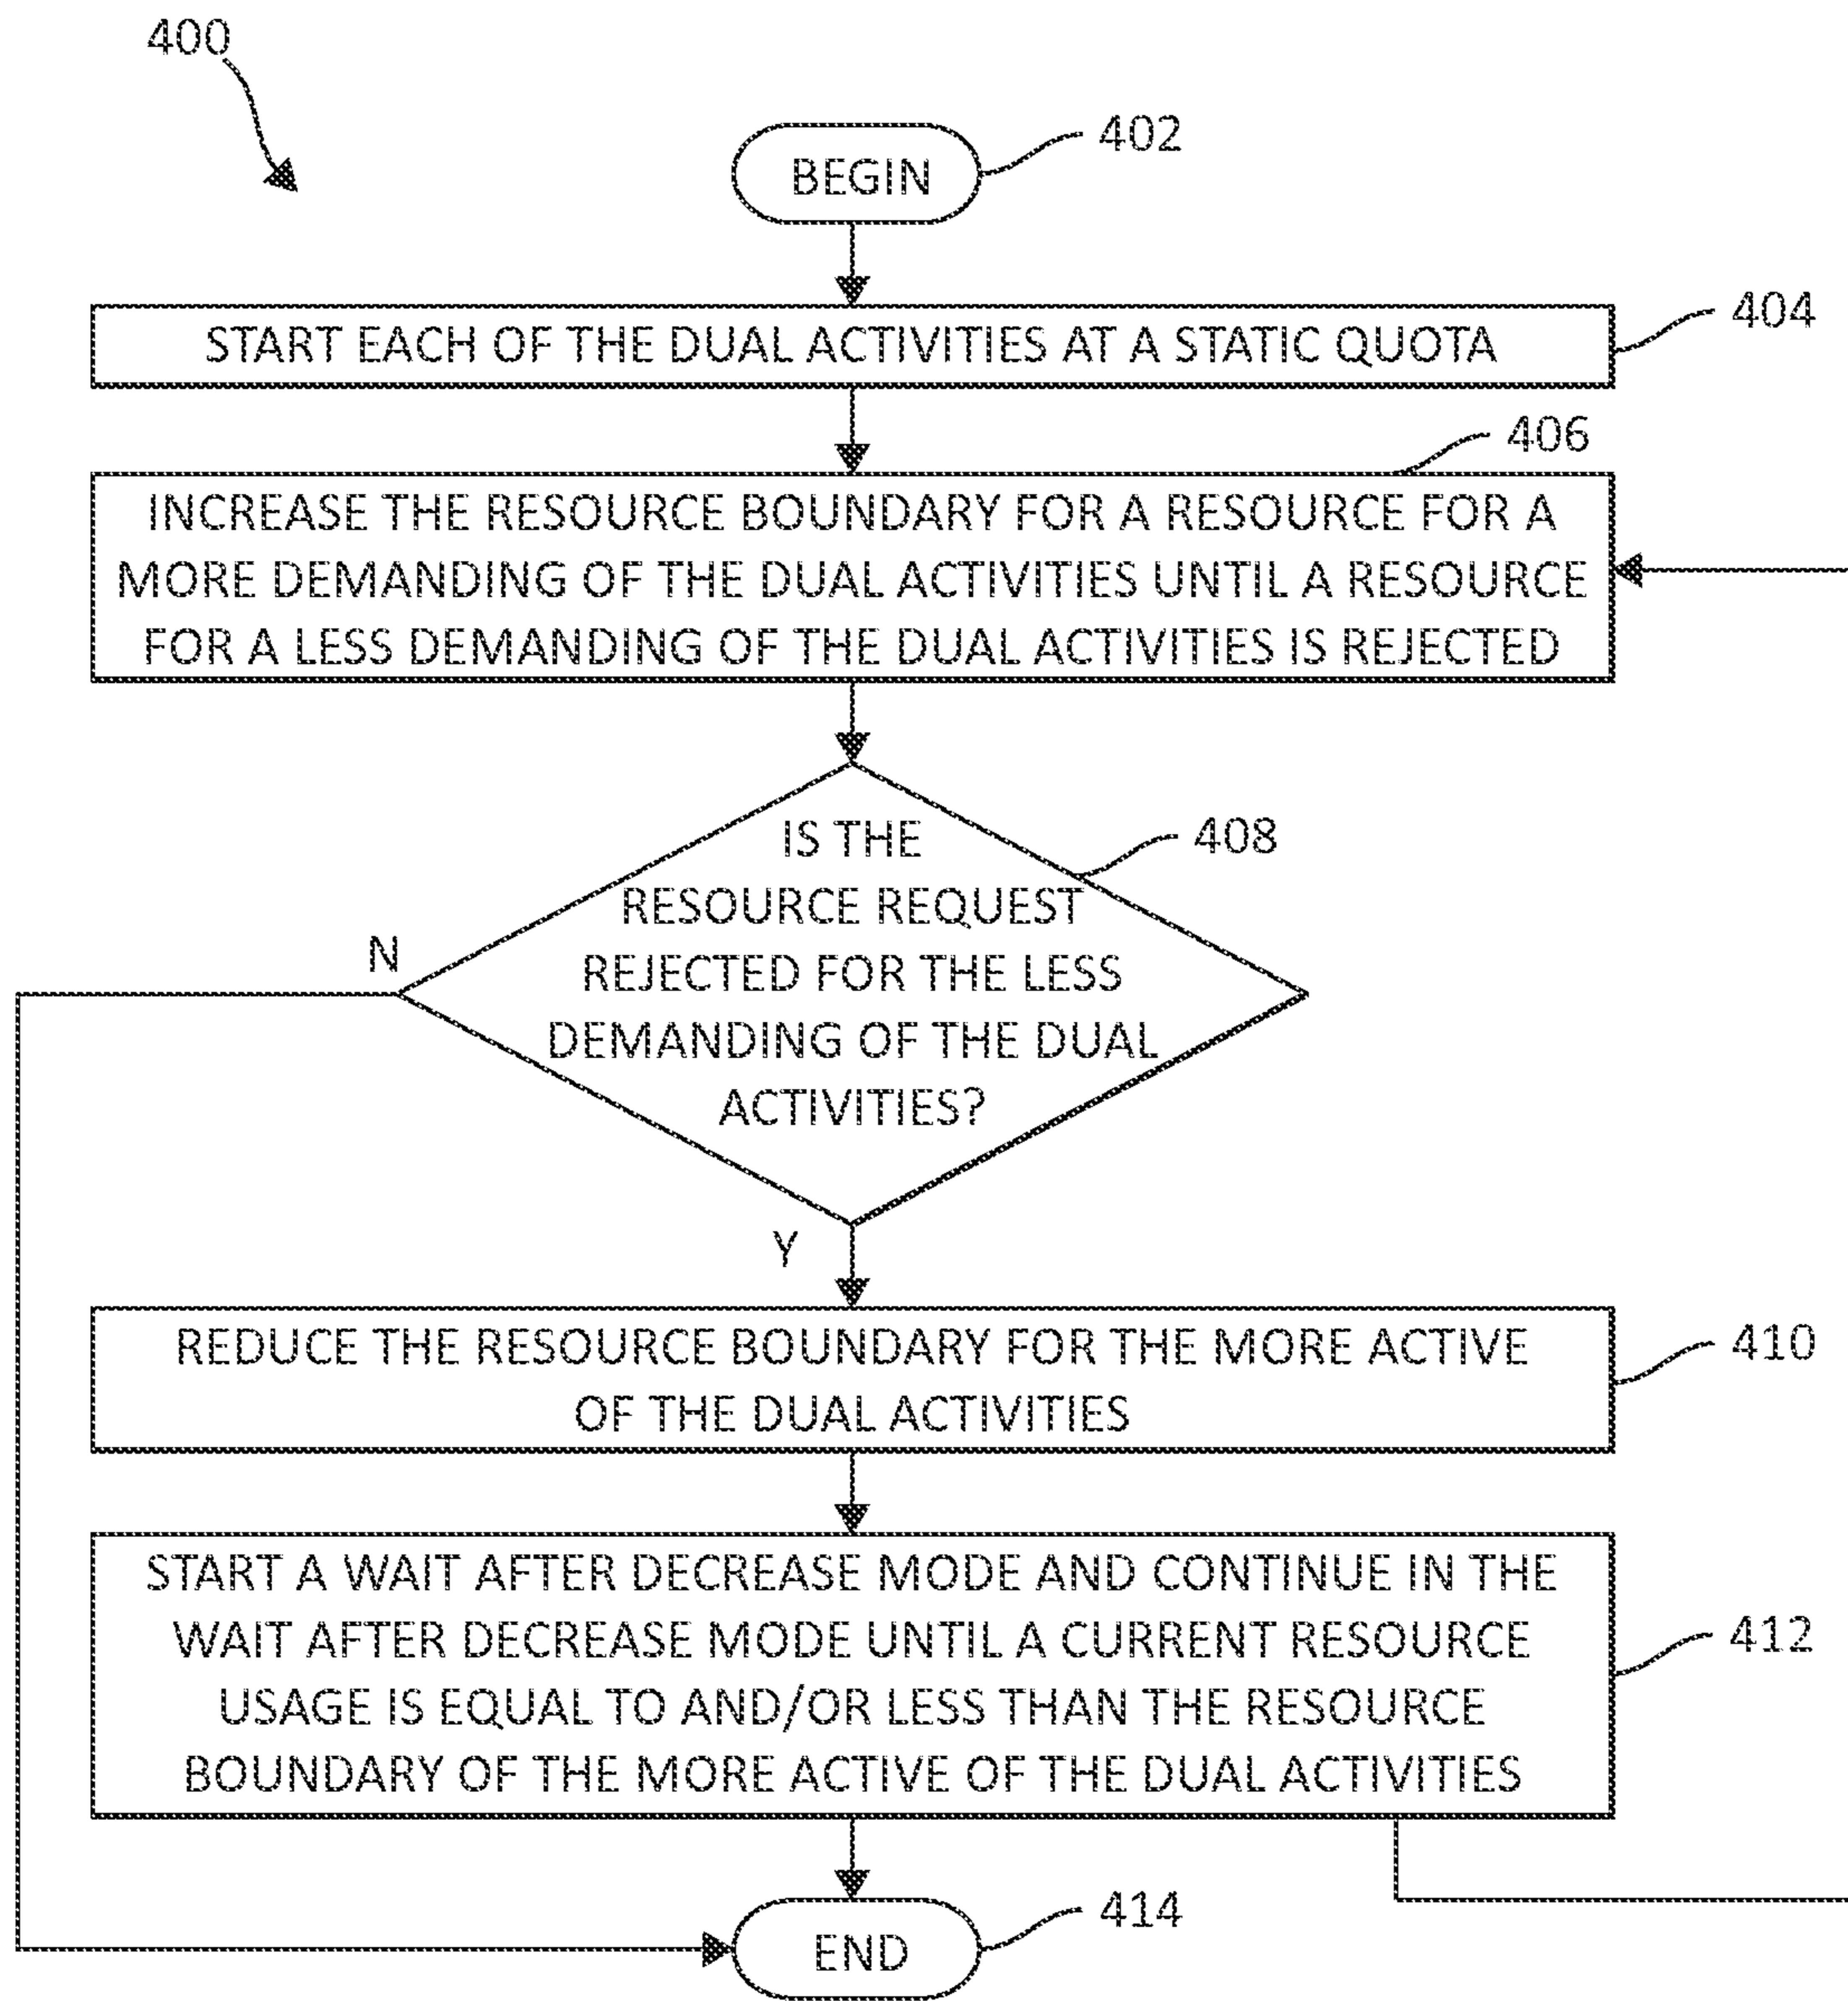 400
BEGIN
402
START EACH OF THE DUAL ACTIVITIES AT A STATIC QUOTA
404
406
INCREASE THE RESOURCE BOUNDARY FOR A RESOURCE FOR A
MORE DEMANDING OF THE DUAL ACTIVITIES UNTIL A RESOURCE
FOR A LESS DEMANDING OF THE DUAL ACTIVITIES IS REJECTED
IS THE
408
RESOURCE REQUEST
N
REJECTED FOR THE LESS
DEMANDING OF THE DUAL
ACTIVITIES?
Y
REDUCE THE RESOURCE BOUNDARY FOR THE MORE ACTIVE
OF THE DUAL ACTIVITIES
410
START A WAIT AFTER DECREASE MODE AND CONTINUE IN THE
WAIT AFTER DECREASE MODE UNTIL A CURRENT RESOURCE
USAGE IS EQUAL TO AND/OR LESS THAN THE RESOURCE
BOUNDARY OF THE MORE ACTIVE OF THE DUAL ACTIVITIES
412
414
END